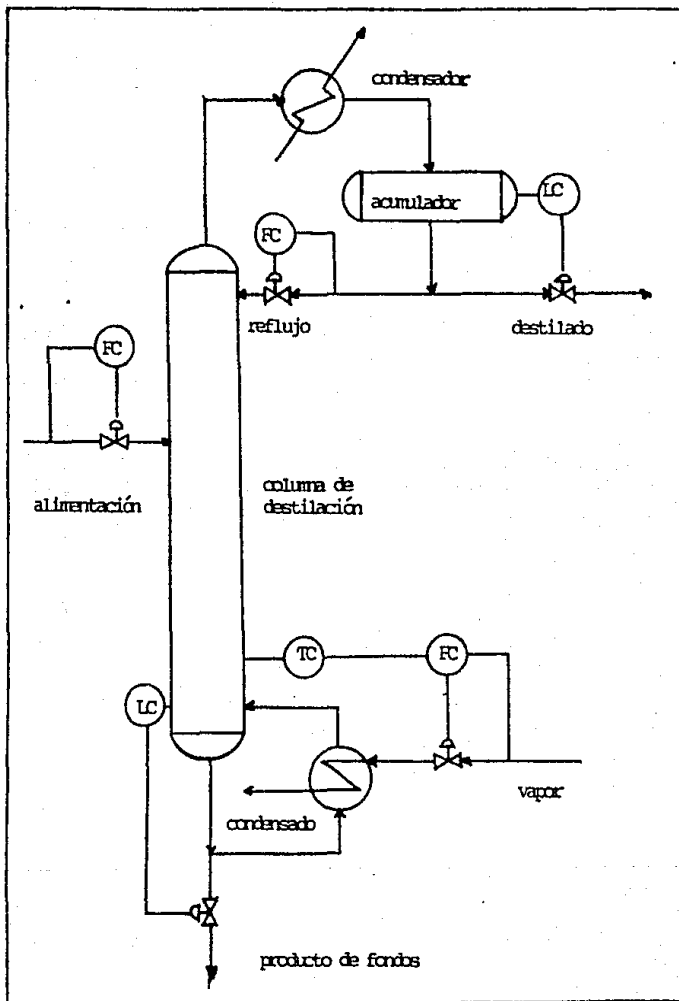 condensador
acumulador
LC
FC
reflujo
destilado
FC
alimentación
columna de
destilación
TC
FC
LC
vapor
condensado
producto de fondos